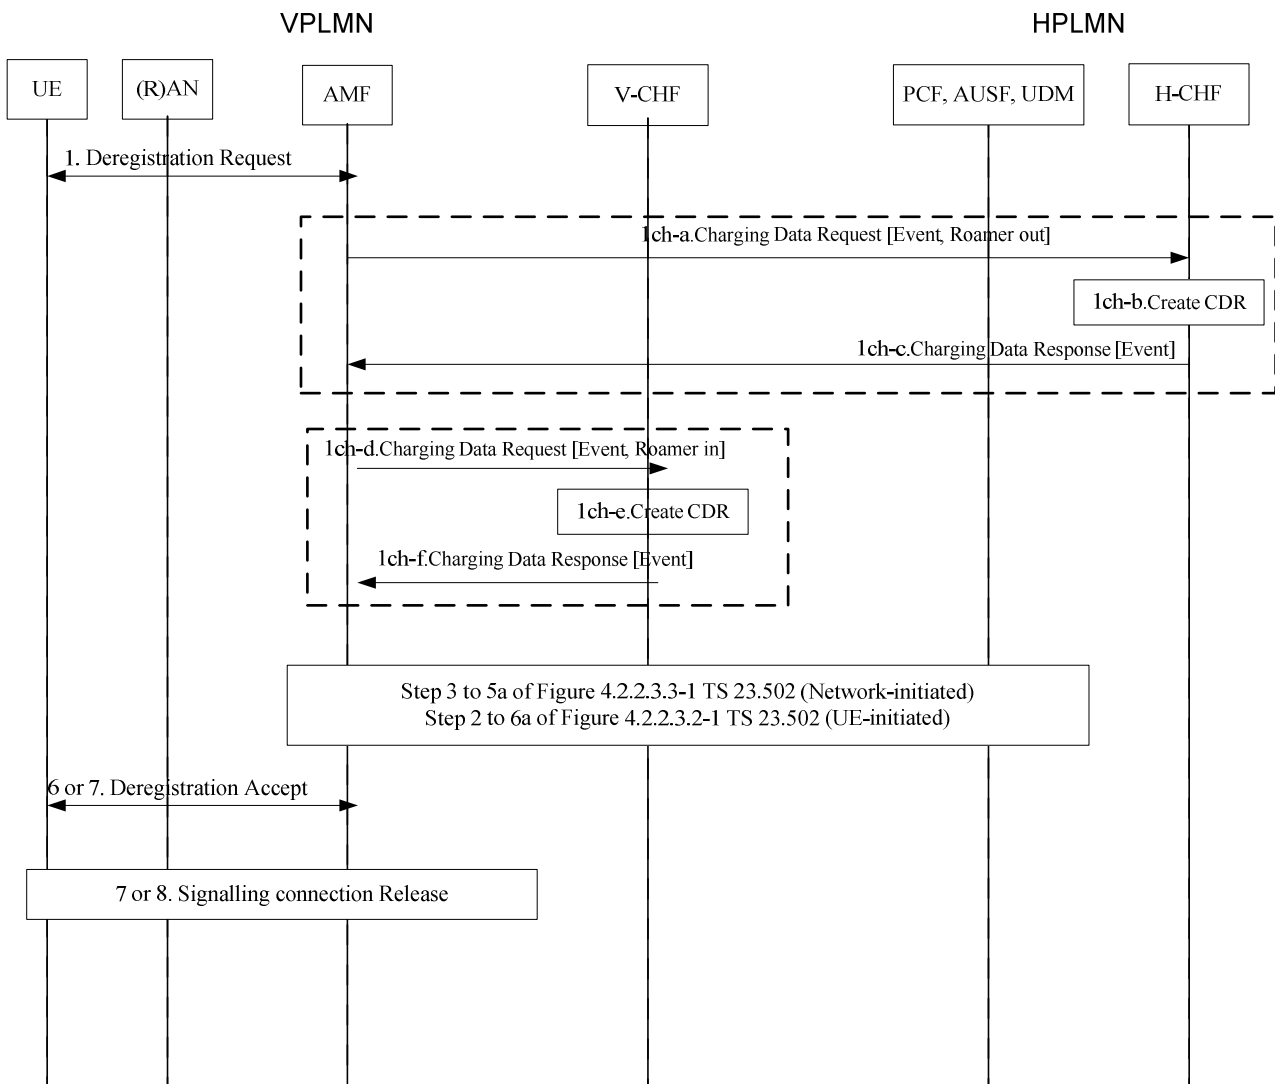 VPLMN
HPLMN
UE
(R)AN
AMF
V-CHF
PCF, AUSF, UDM
H-CHF
1. Deregistration Request
1ch-a.Charging Data Request [Event, Roamer out]
1ch-b.Create CDR
1ch-c.Charging Data Response [Event]
1ch-d.Charging Data Request [Event, Roamer in]
1ch-e.Create CDR
1ch-f.Charging Data Response [Event]
Step 3 to 5a of Figure 4.2.2.3.3-1 TS 23.502 (Network-initiated)
Step 2 to 6a of Figure 4.2.2.3.2-1 TS 23.502 (UE-initiated)
6 or 7. Deregistration Accept
7 or 8. Signalling connection Release